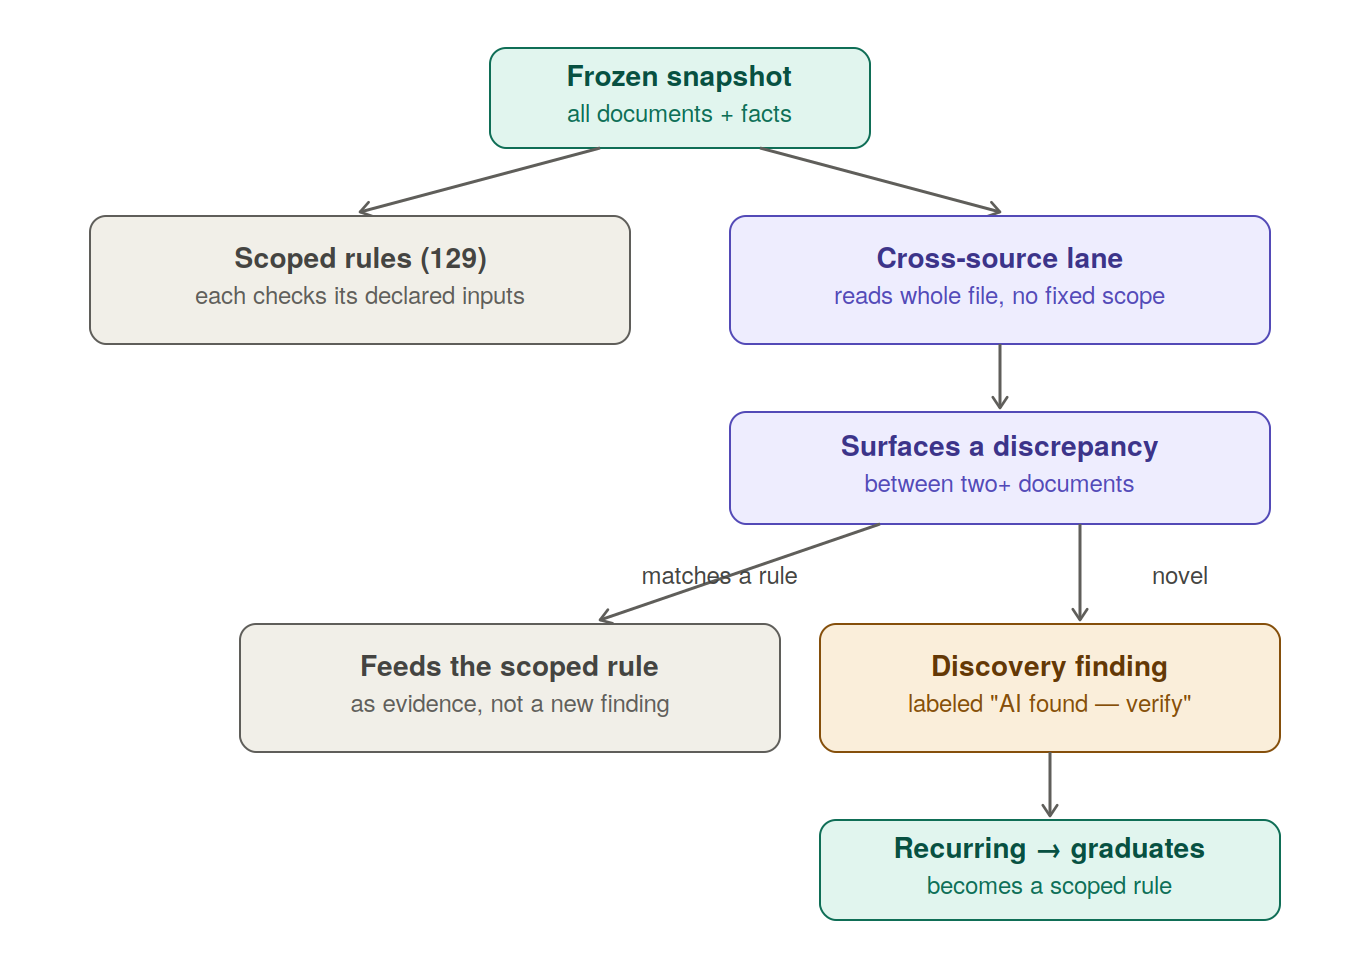 Frozen snapshot
all documents + facts
Scoped rules (129)
each checks its declared inputs
Cross-source lane
reads whole file, no fixed scope
Surfaces a discrepancy
between two+ documents
matches a rule
novel
Feeds the scoped rule
as evidence, not a new finding
Discovery finding
labeled "AI found — verify"
Recurring → graduates
becomes a scoped rule